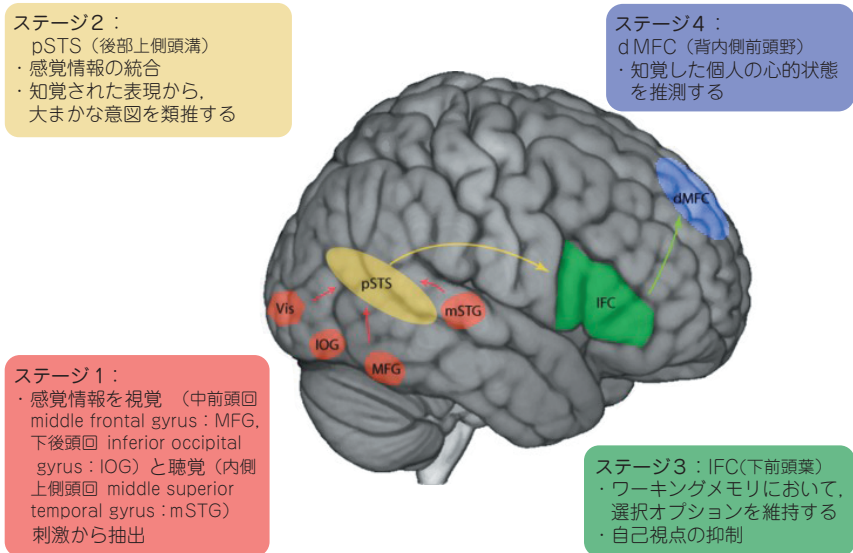 ステージ2：
pSTS（後部上側頭溝）
・感覚情報の統合
・知覚された表現から，
大まかな意図を類推する
ステージ4：
dMFC（背内側前頭野）
・知覚した個人の心的状態
を推測する
dMFC
pSTS
IFC
Vis
mSTG
IOG
MFG
ステージ1：
・感覚情報を視覚 （中前頭回
middle frontal gyrus：MFG,
下後頭回 inferior occipital
gyrus：IOG）と聴覚（内側
上側頭回 middle superior
temporal gyrus：mSTG）
刺激から抽出
ステージ3：IFC(下前頭葉）
・ワーキングメモリにおいて，
選択オプションを維持する
・自己視点の抑制